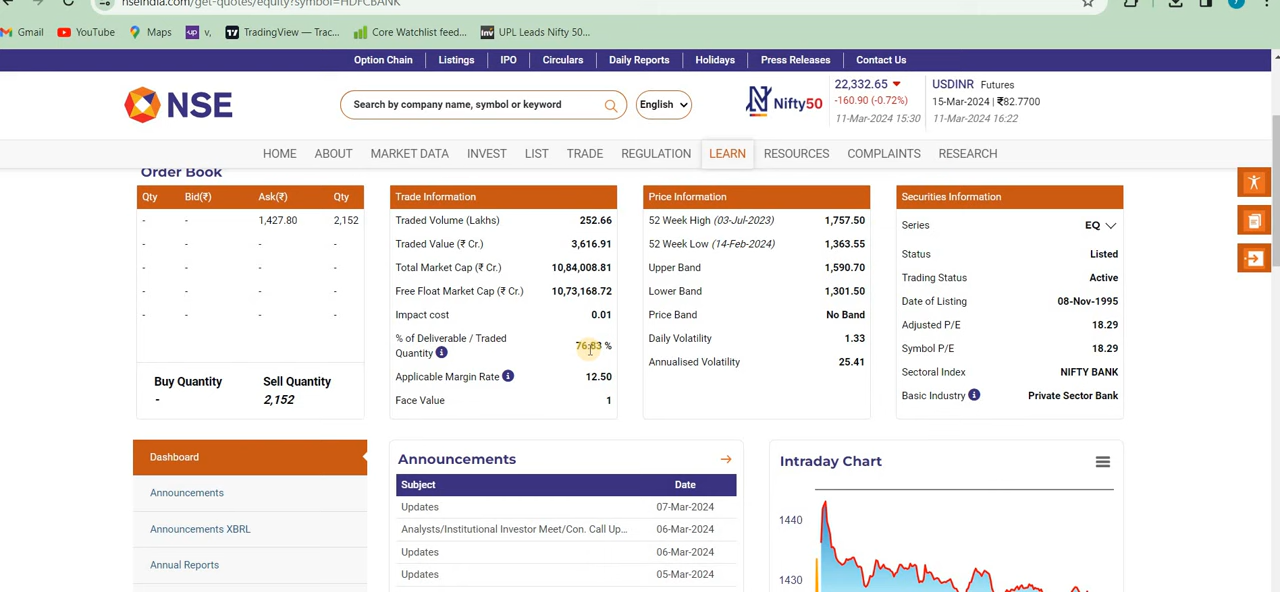 nseindia.com/get-quotes/equity?symbol=HDFCBANK
Gmail YouTube Maps up v, TradingView — Trac... Core Watchlist feed... Inv UPL Leads Nifty 50...
Option Chain Listings IPO Circulars Daily Reports Holidays Press Releases Contact Us
NSE
Search by company name, symbol or keyword
English
Nifty50
22,332.65
-160.90 (-0.72%)
11-Mar-2024 15:30
USDINR Futures
15-Mar-2024 | ₹82.7700
11-Mar-2024 16:22
HOME ABOUT MARKET DATA INVEST LIST TRADE REGULATION LEARN RESOURCES COMPLAINTS RESEARCH
Order Book
Qty Bid(₹) Ask(₹) Qty
- - 1,427.80 2,152
- - - -
- - - -
- - - -
- - - -
Buy Quantity Sell Quantity
- 2,152
Trade Information
Traded Volume (Lakhs) 252.66
Traded Value (₹ Cr.) 3,616.91
Total Market Cap (₹ Cr.) 10,84,008.81
Free Float Market Cap (₹ Cr.) 10,73,168.72
Impact cost 0.01
% of Deliverable / Traded
Quantity 76.83 %
Applicable Margin Rate 12.50
Face Value 1
Price Information
52 Week High (03-Jul-2023) 1,757.50
52 Week Low (14-Feb-2024) 1,363.55
Upper Band 1,590.70
Lower Band 1,301.50
Price Band No Band
Daily Volatility 1.33
Annualised Volatility 25.41
Securities Information
Series EQ
Status Listed
Trading Status Active
Date of Listing 08-Nov-1995
Adjusted P/E 18.29
Symbol P/E 18.29
Sectoral Index NIFTY BANK
Basic Industry Private Sector Bank
Dashboard
Announcements
Announcements XBRL
Annual Reports
Announcements
Subject Date
Updates 07-Mar-2024
Analysts/Institutional Investor Meet/Con. Call Up... 06-Mar-2024
Updates 06-Mar-2024
Updates 05-Mar-2024
Intraday Chart
1440
1430